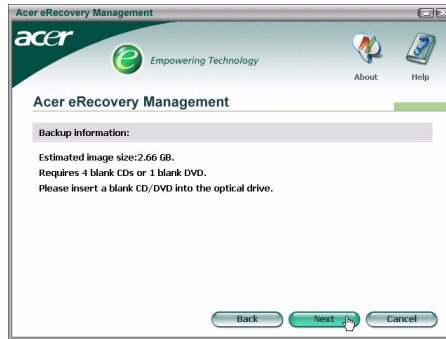 Acer eRecovery Management
acer
e Empowering Technology
About
Help
Acer eRecovery Management
Backup information:
Estimated image size:2.66 GB.
Requires 4 blank CDs or 1 blank DVD.
Please insert a blank CD/DVD into the optical drive.
Back
Next
Cancel